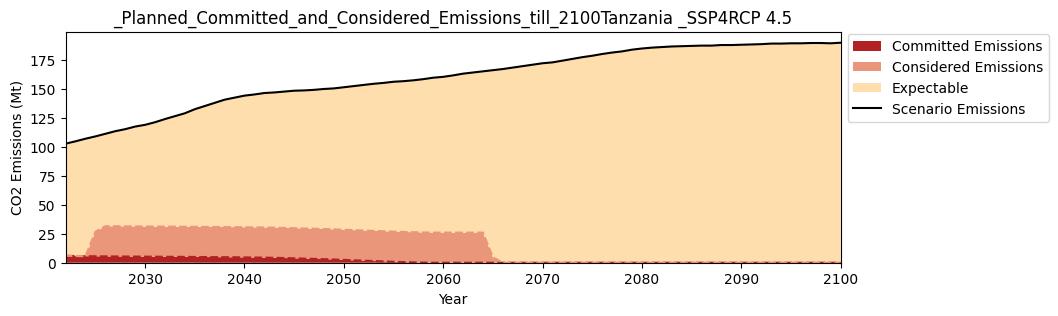 _Planned_Committed_and_Considered_Emissions_till_2100Tanzania _SSP4RCP 4.5
CO2 Emissions (Mt)
175
150
125
100
75
50
25
0
2030 2040 2050 2060 2070 2080 2090 2100
Year
Committed Emissions
Considered Emissions
Expectable
Scenario Emissions